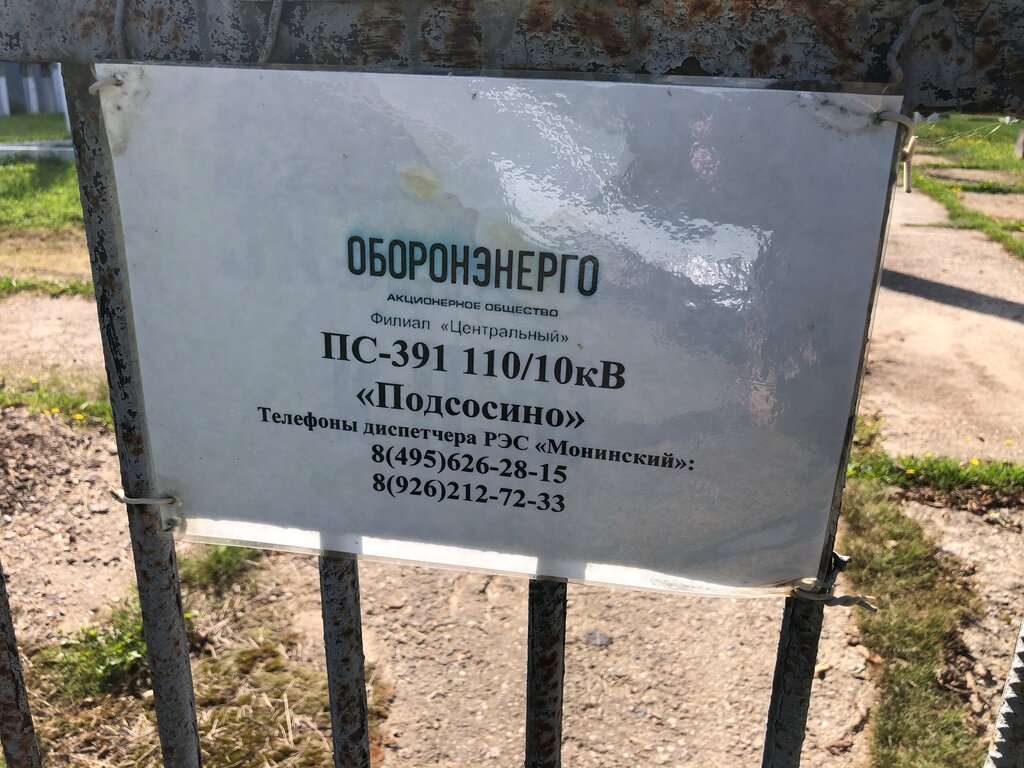 ОБОРОНЭНЕРГО
АКЦИОНЕРНОЕ ОБЩЕСТВО
Филиал «Центральный»
ПС-391 110/10кВ
«Подсосино»
Телефоны диспетчера РЭС «Монинский»:
8(495)626-28-15
8(926)212-72-33